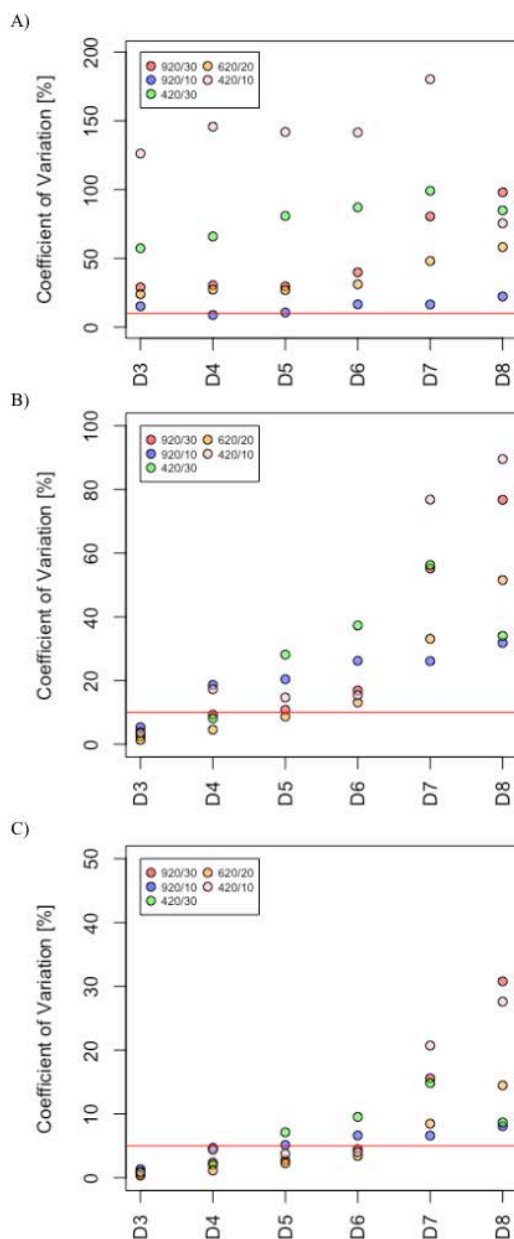 A)
Coefficient of Variation [%]
200
150
100
50
0
920/30 620/20
920/10 420/10
420/30
D3 D4 D5 D6 D7 D8
B)
Coefficient of Variation [%]
100
80
60
40
20
0
920/30 620/20
920/10 420/10
420/30
D3 D4 D5 D6 D7 D8
C)
Coefficient of Variation [%]
50
40
30
20
10
0
920/30 620/20
920/10 420/10
420/30
D3 D4 D5 D6 D7 D8